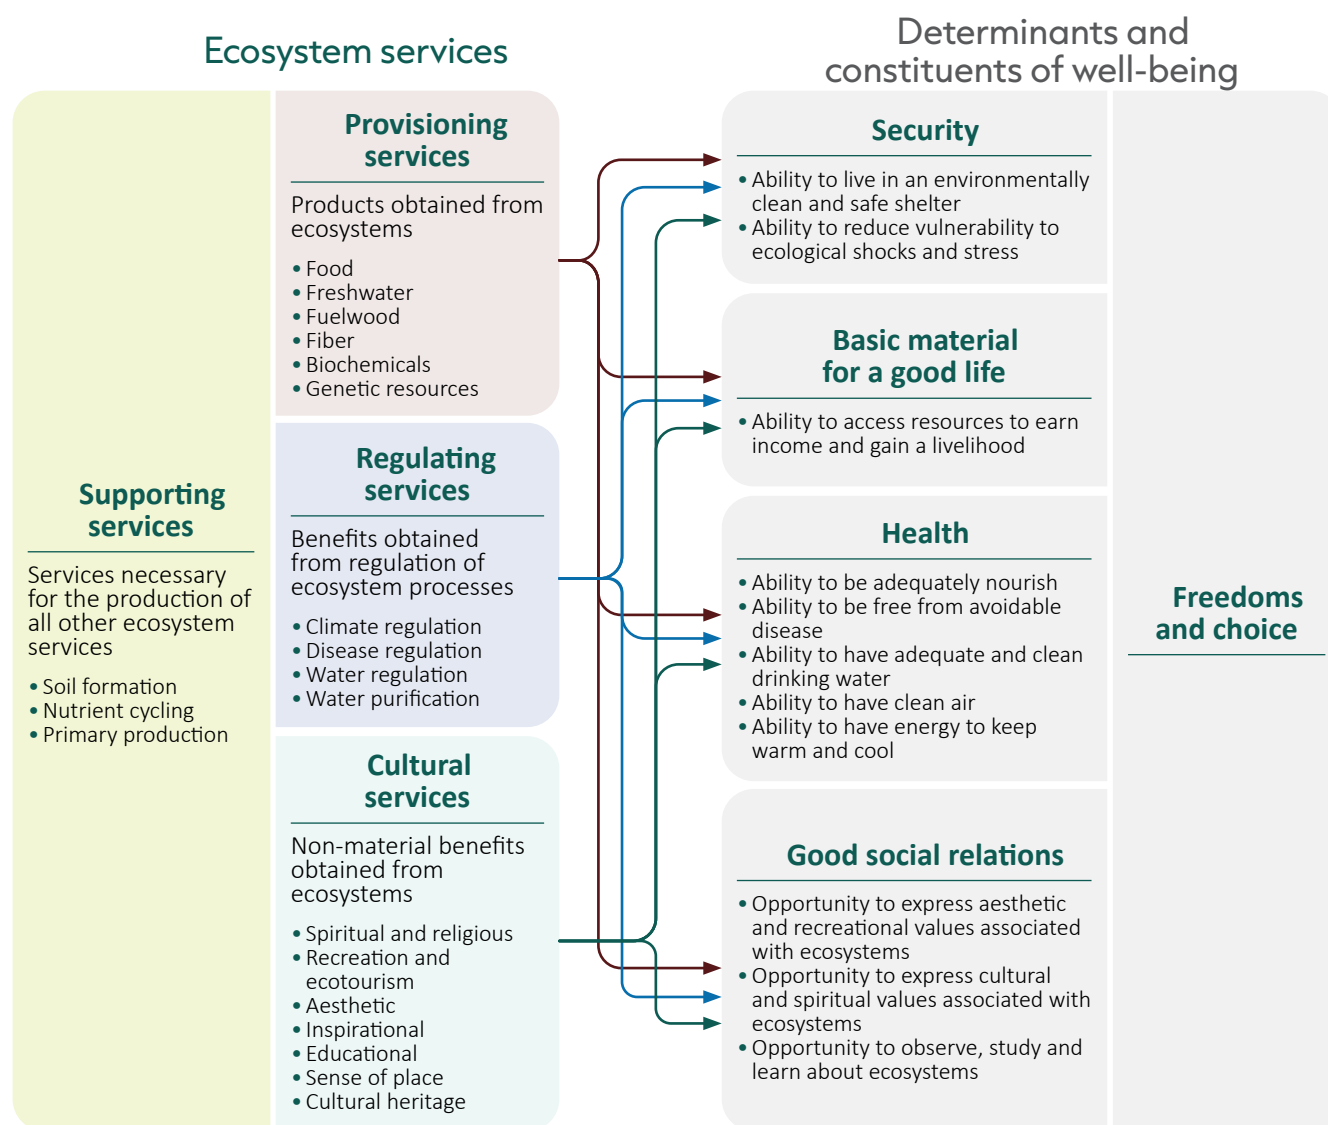 Ecosystem services
Determinants and
constituents of well-being
Supporting
services
Services necessary
for the production of
all other ecosystem
services
• Soil formation
• Nutrient cycling
• Primary production
Provisioning
services
Products obtained from
ecosystems
• Food
• Freshwater
• Fuelwood
• Fiber
• Biochemicals
• Genetic resources
Regulating
services
Benefits obtained
from regulation of
ecosystem processes
• Climate regulation
• Disease regulation
• Water regulation
• Water purification
Cultural
services
Non-material benefits
obtained from
ecosystems
• Spiritual and religious
• Recreation and
ecotourism
• Aesthetic
• Inspirational
• Educational
• Sense of place
• Cultural heritage
Security
• Ability to live in an environmentally
clean and safe shelter
• Ability to reduce vulnerability to
ecological shocks and stress
Basic material
for a good life
• Ability to access resources to earn
income and gain a livelihood
Health
• Ability to be adequately nourish
• Ability to be free from avoidable
disease
• Ability to have adequate and clean
drinking water
• Ability to have clean air
• Ability to have energy to keep
warm and cool
Good social relations
• Opportunity to express aesthetic
and recreational values associated
with ecosystems
• Opportunity to express cultural
and spiritual values associated with
ecosystems
• Opportunity to observe, study and
learn about ecosystems
Freedoms
and choice